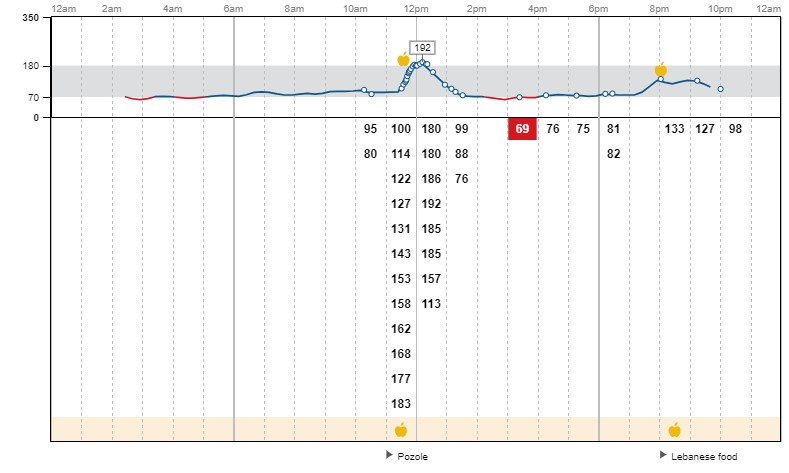 12am 2am 4am 6am 8am 10am 12pm 2pm 4pm 6pm 8pm 10pm 12am
350
192
180
70
0
95 100 180 99 69 76 75 81 133 127 98
80 114 180 88 82
122 186 76
127 192
131 185
143 185
153 157
158 113
162
168
177
183
Pozole Lebanese food